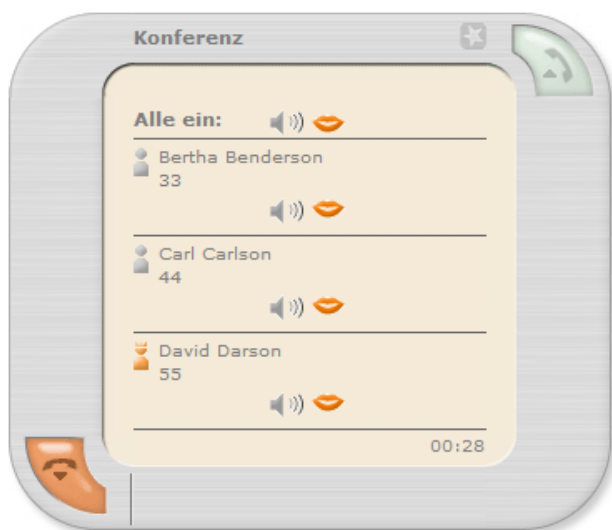 Konferenz
Alle ein:
Bertha Benderson
33
Carl Carlson
44
David Darson
55
00:28